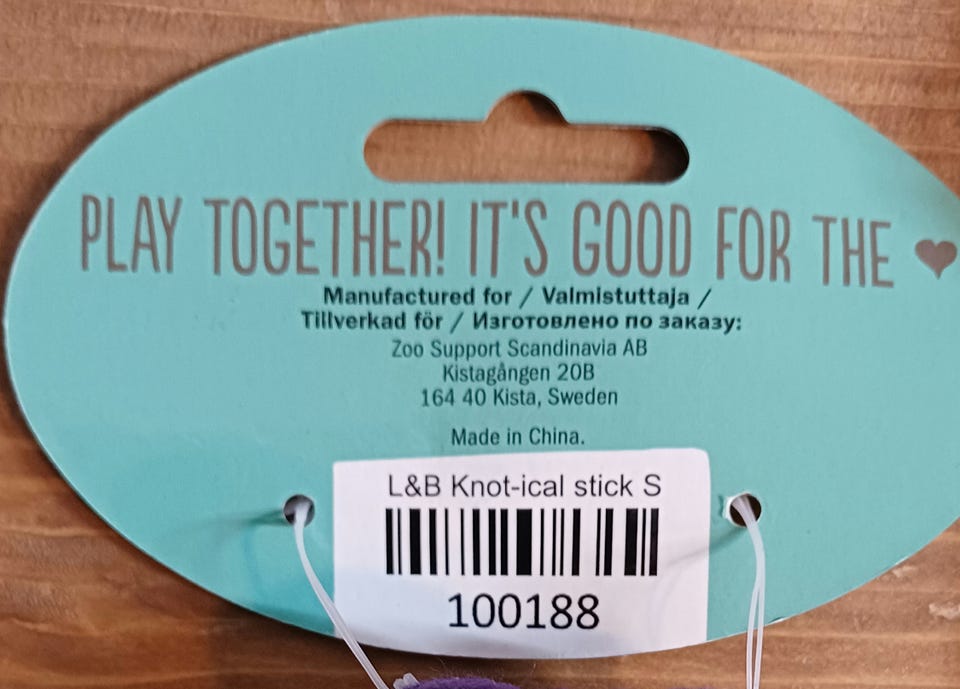 PLAY TOGETHER! IT'S GOOD FOR THE ♥
Manufactured for / Valmistuttaja /
Tillverkad för / Изготовлено по заказу:
Zoo Support Scandinavia AB
Kistagången 20B
164 40 Kista, Sweden
Made in China.
L&B Knot-ical stick S
100188